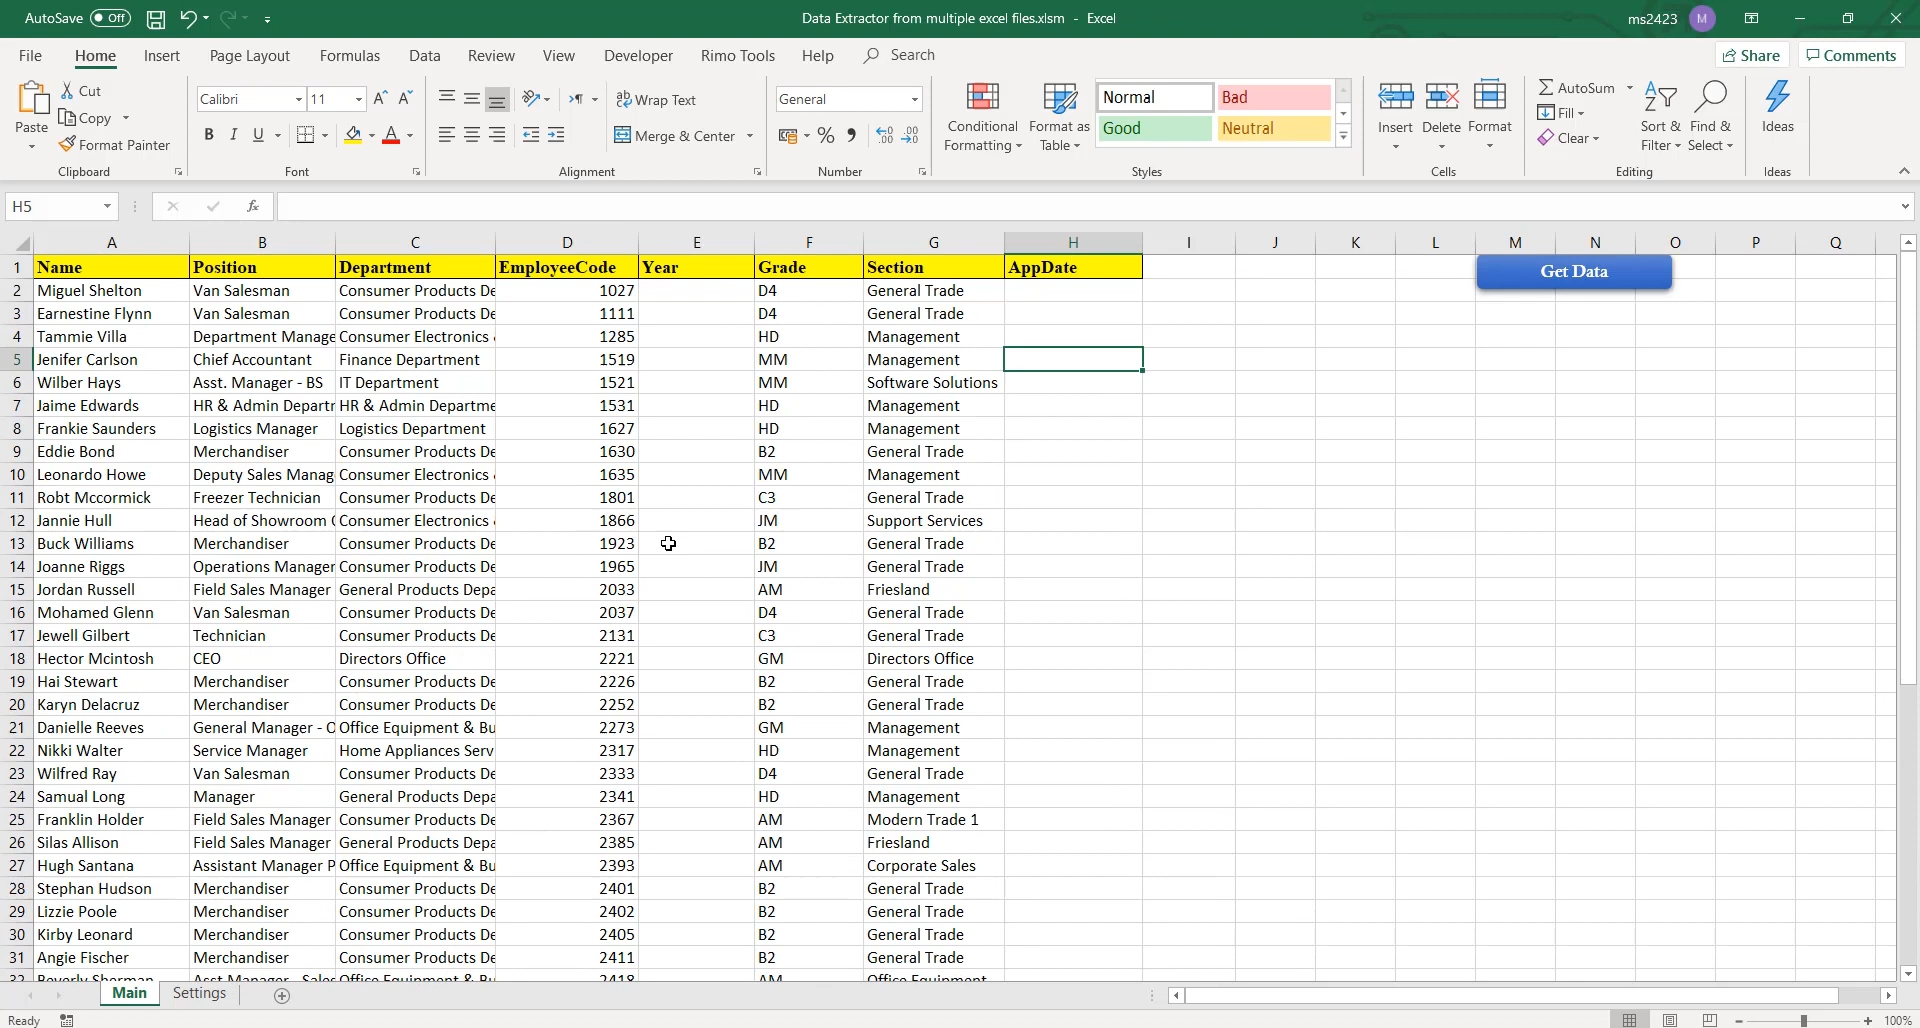 AutoSave Off Data Extractor from multiple excel files.xlsm - Excel ms2423 M
File Home Insert Page Layout Formulas Data Review View Developer Rimo Tools Help Search Share Comments
Paste Cut Copy Format Painter Clipboard
Calibri 11 B I U A A A Font
Wrap Text Merge & Center Alignment
General % Number
Conditional Formatting Format as Table Normal Bad Good Neutral Styles
Insert Delete Format Cells
AutoSum Fill Clear Sort & Filter Find & Select Editing
Ideas Ideas
H5 fx
A B C D E F G H I J K L M N O P Q
1 Name Position Department EmployeeCode Year Grade Section AppDate Get Data
2 Miguel Shelton Van Salesman Consumer Products De 1027 D4 General Trade
3 Earnestine Flynn Van Salesman Consumer Products De 1111 D4 General Trade
4 Tammie Villa Department Manage Consumer Electronics 1285 HD Management
5 Jenifer Carlson Chief Accountant Finance Department 1519 MM Management
6 Wilber Hays Asst. Manager - BS IT Department 1521 MM Software Solutions
7 Jaime Edwards HR & Admin Departr HR & Admin Departme 1531 HD Management
8 Frankie Saunders Logistics Manager Logistics Department 1627 HD Management
9 Eddie Bond Merchandiser Consumer Products De 1630 B2 General Trade
10 Leonardo Howe Deputy Sales Manag Consumer Electronics 1635 MM Management
11 Robt Mccormick Freezer Technician Consumer Products De 1801 C3 General Trade
12 Jannie Hull Head of Showroom Consumer Electronics 1866 JM Support Services
13 Buck Williams Merchandiser Consumer Products De 1923 B2 General Trade
14 Joanne Riggs Operations Manager Consumer Products De 1965 JM General Trade
15 Jordan Russell Field Sales Manager General Products Depa 2033 AM Friesland
16 Mohamed Glenn Van Salesman Consumer Products De 2037 D4 General Trade
17 Jewell Gilbert Technician Consumer Products De 2131 C3 General Trade
18 Hector Mcintosh CEO Directors Office 2221 GM Directors Office
19 Hai Stewart Merchandiser Consumer Products De 2226 B2 General Trade
20 Karyn Delacruz Merchandiser Consumer Products De 2252 B2 General Trade
21 Danielle Reeves General Manager - O Office Equipment & Bu 2273 GM Management
22 Nikki Walter Service Manager Home Appliances Serv 2317 HD Management
23 Wilfred Ray Van Salesman Consumer Products De 2333 D4 General Trade
24 Samual Long Manager General Products Depa 2341 HD Management
25 Franklin Holder Field Sales Manager Consumer Products De 2367 AM Modern Trade 1
26 Silas Allison Field Sales Manager General Products Depa 2385 AM Friesland
27 Hugh Santana Assistant Manager P Office Equipment & Bu 2393 AM Corporate Sales
28 Stephan Hudson Merchandiser Consumer Products De 2401 B2 General Trade
29 Lizzie Poole Merchandiser Consumer Products De 2402 B2 General Trade
30 Kirby Leonard Merchandiser Consumer Products De 2405 B2 General Trade
31 Angie Fischer Merchandiser Consumer Products De 2411 B2 General Trade
32 Beverly Sherman Asst Manager - Sales Office Equipment & Bu 2418 AM Office Equipment
Main Settings
Ready 100%